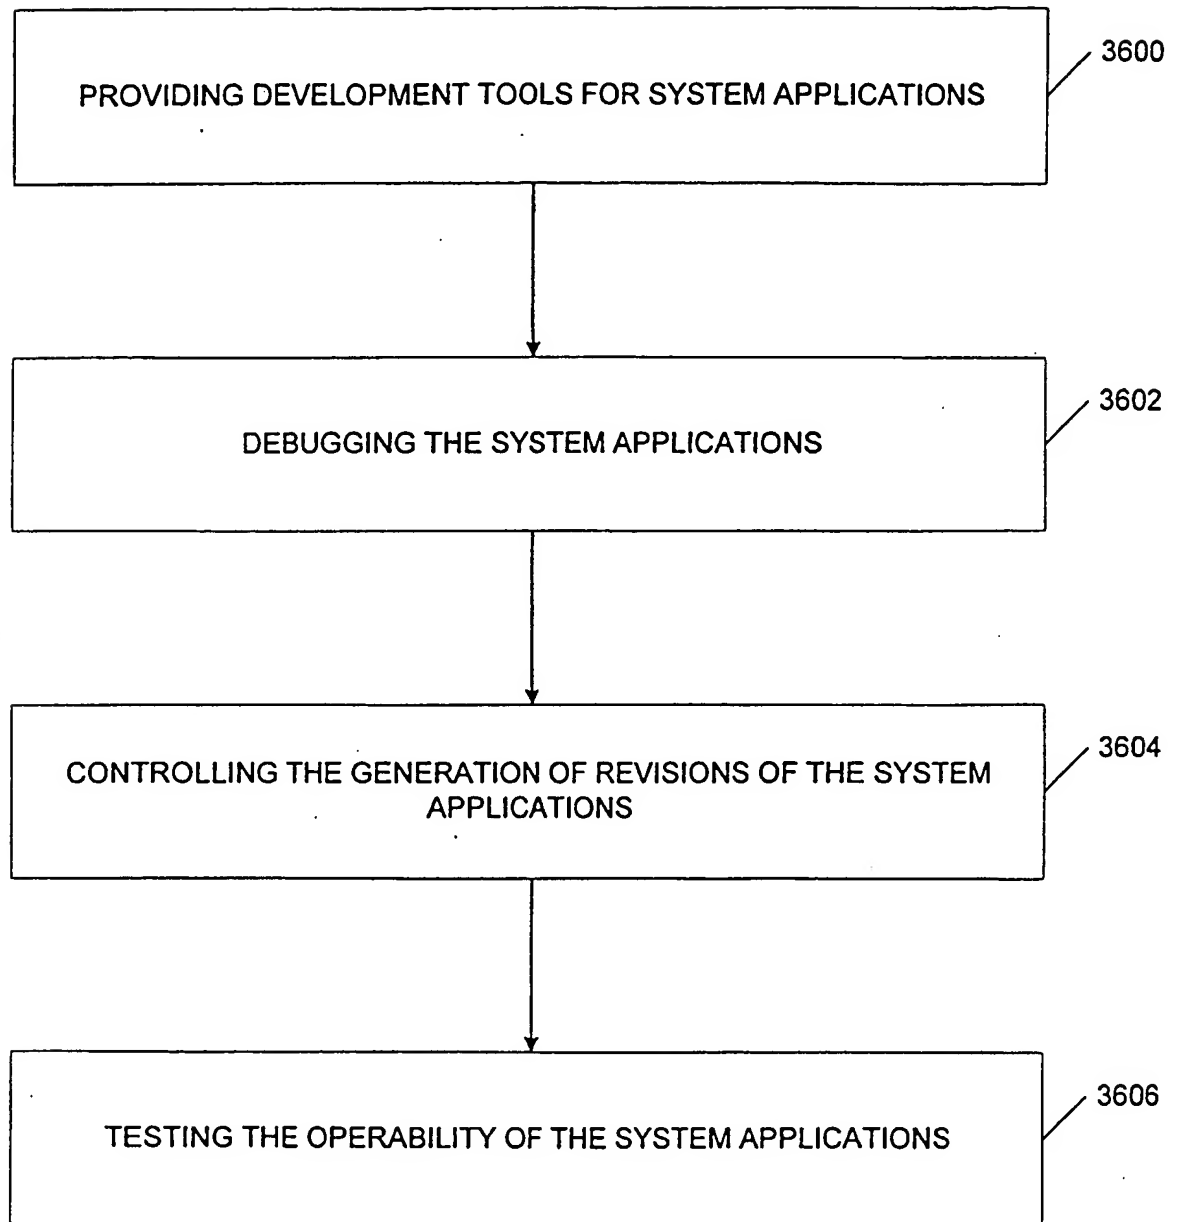 PROVIDING DEVELOPMENT TOOLS FOR SYSTEM APPLICATIONS
3600
DEBUGGING THE SYSTEM APPLICATIONS
3602
CONTROLLING THE GENERATION OF REVISIONS OF THE SYSTEM
APPLICATIONS
3604
TESTING THE OPERABILITY OF THE SYSTEM APPLICATIONS
3606